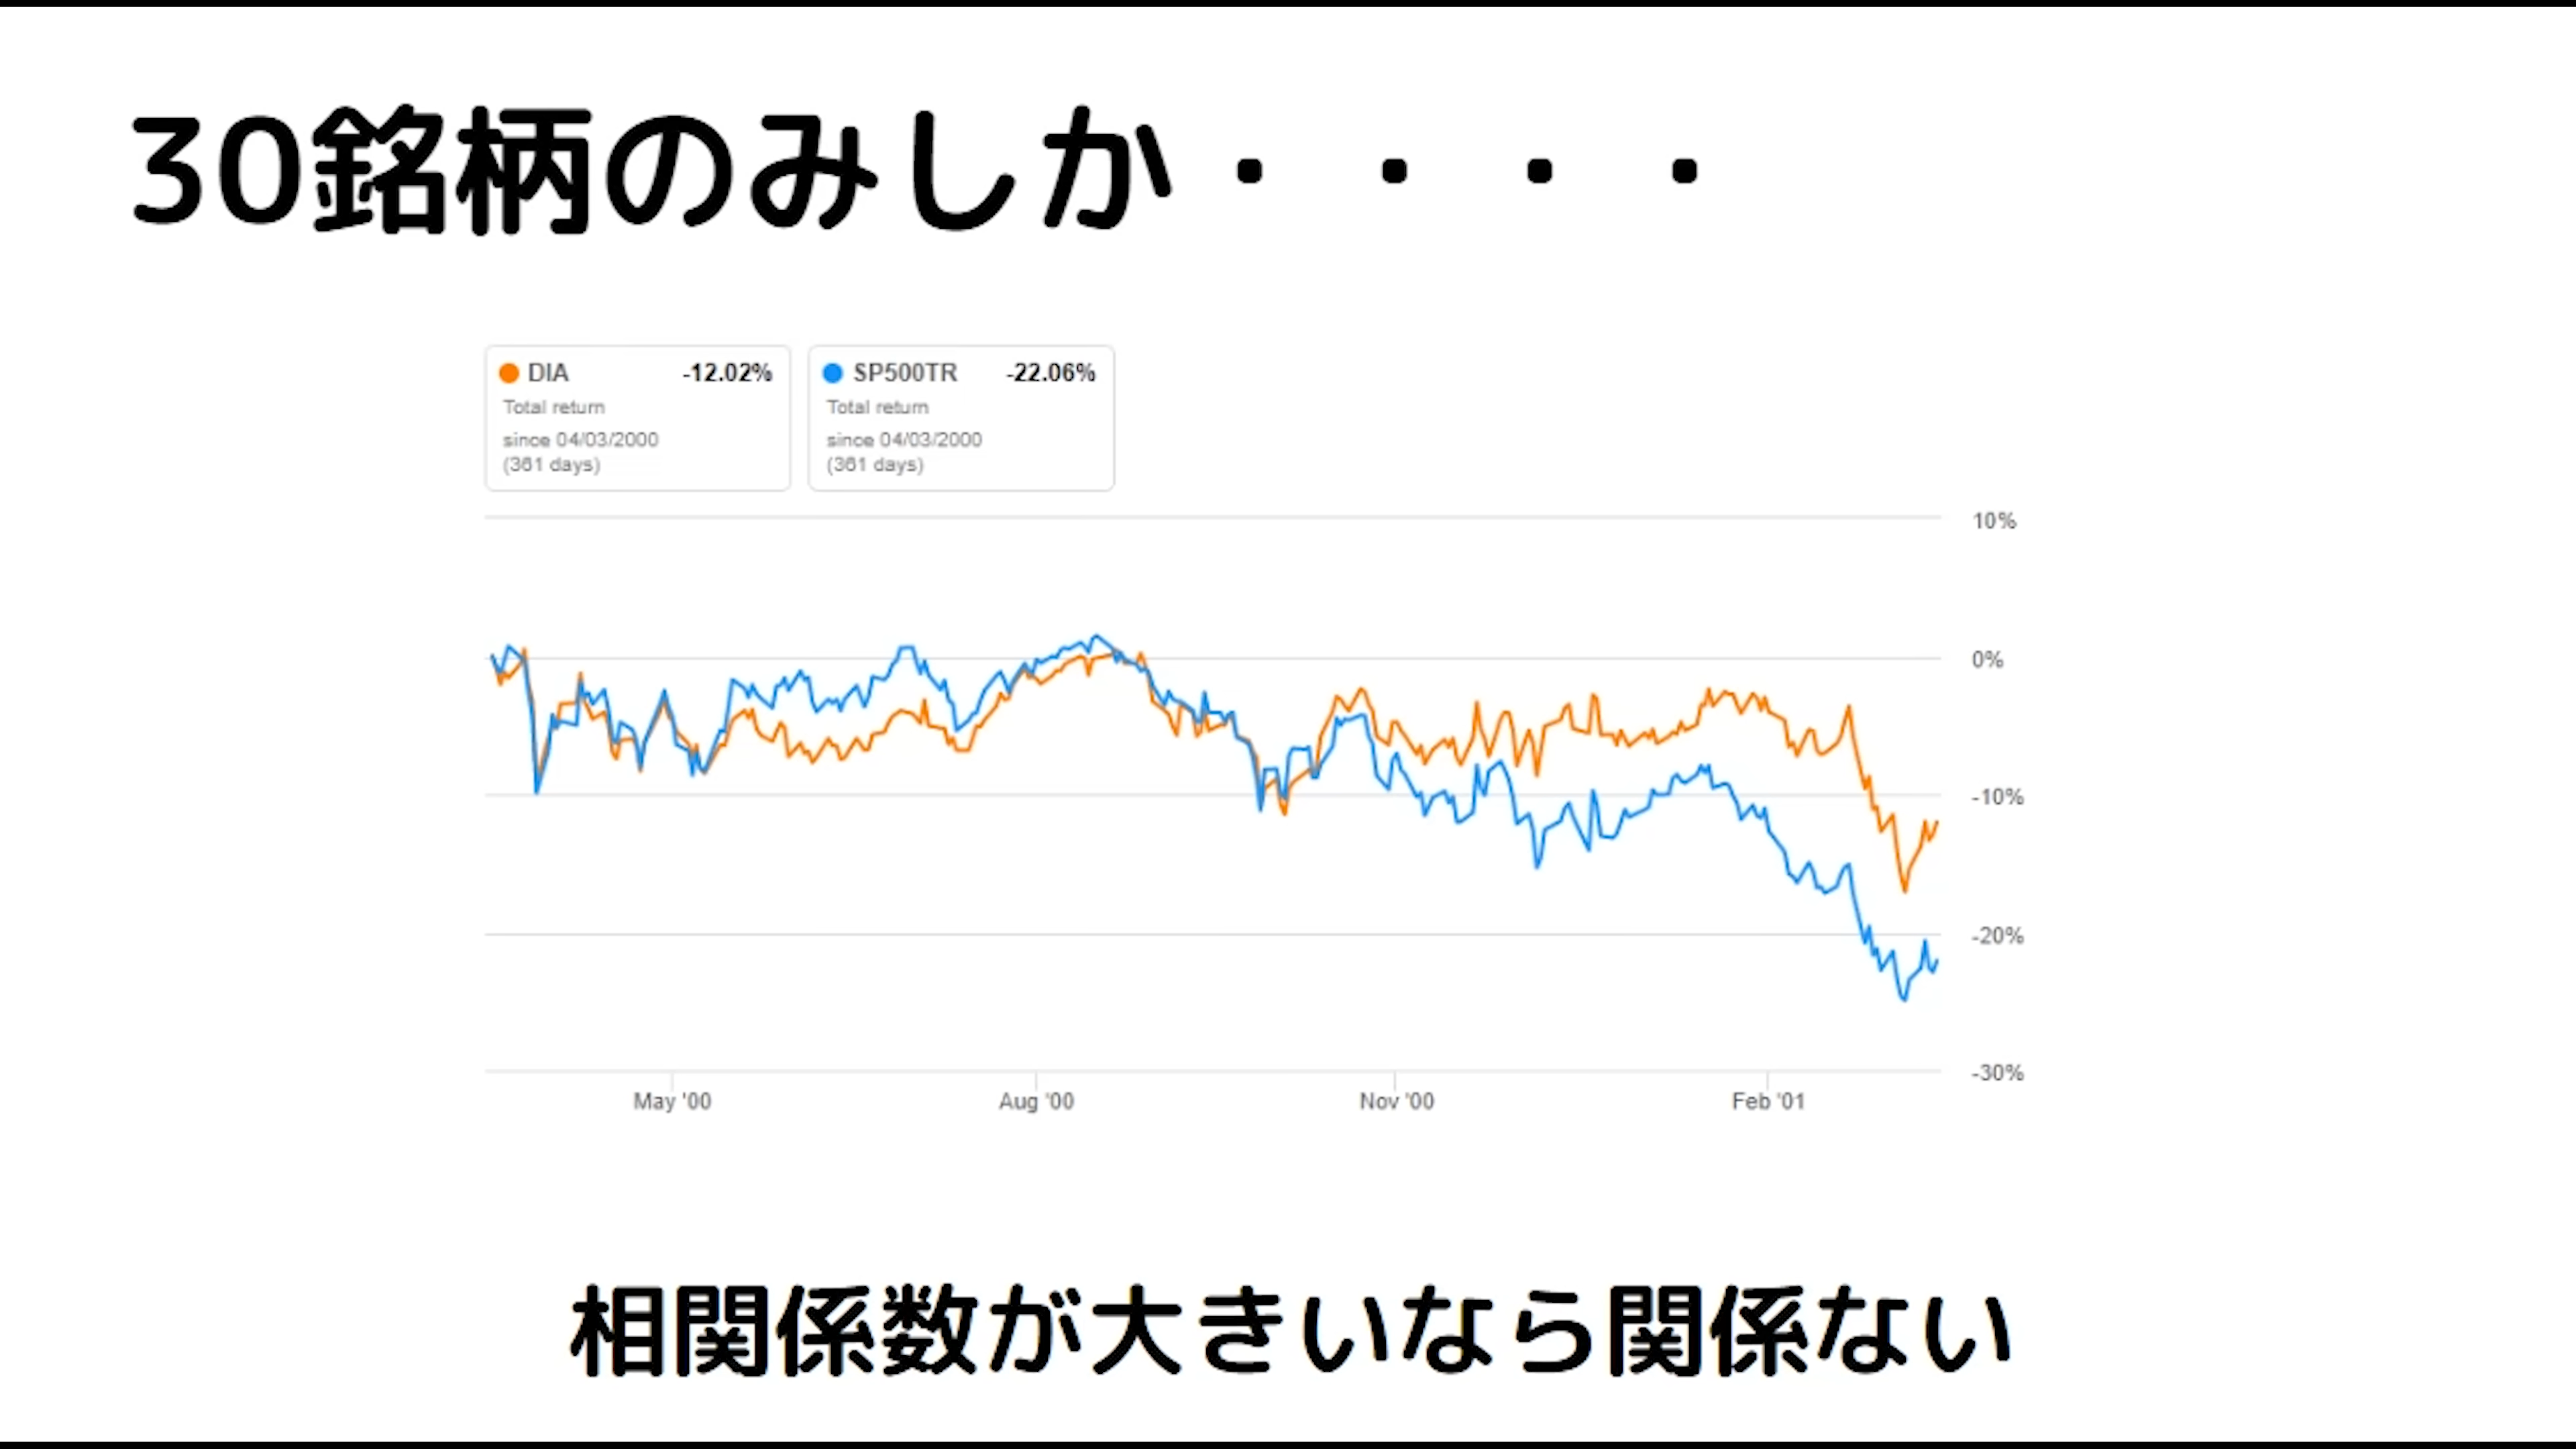 30銘柄のみしか・・・・
DIA -12.02%
Total return
since 04/03/2000
(361 days)
SP500TR -22.06%
Total return
since 04/03/2000
(361 days)
10%
0%
-10%
-20%
-30%
May '00 Aug '00 Nov '00 Feb '01
相関係数が大きいなら関係ない